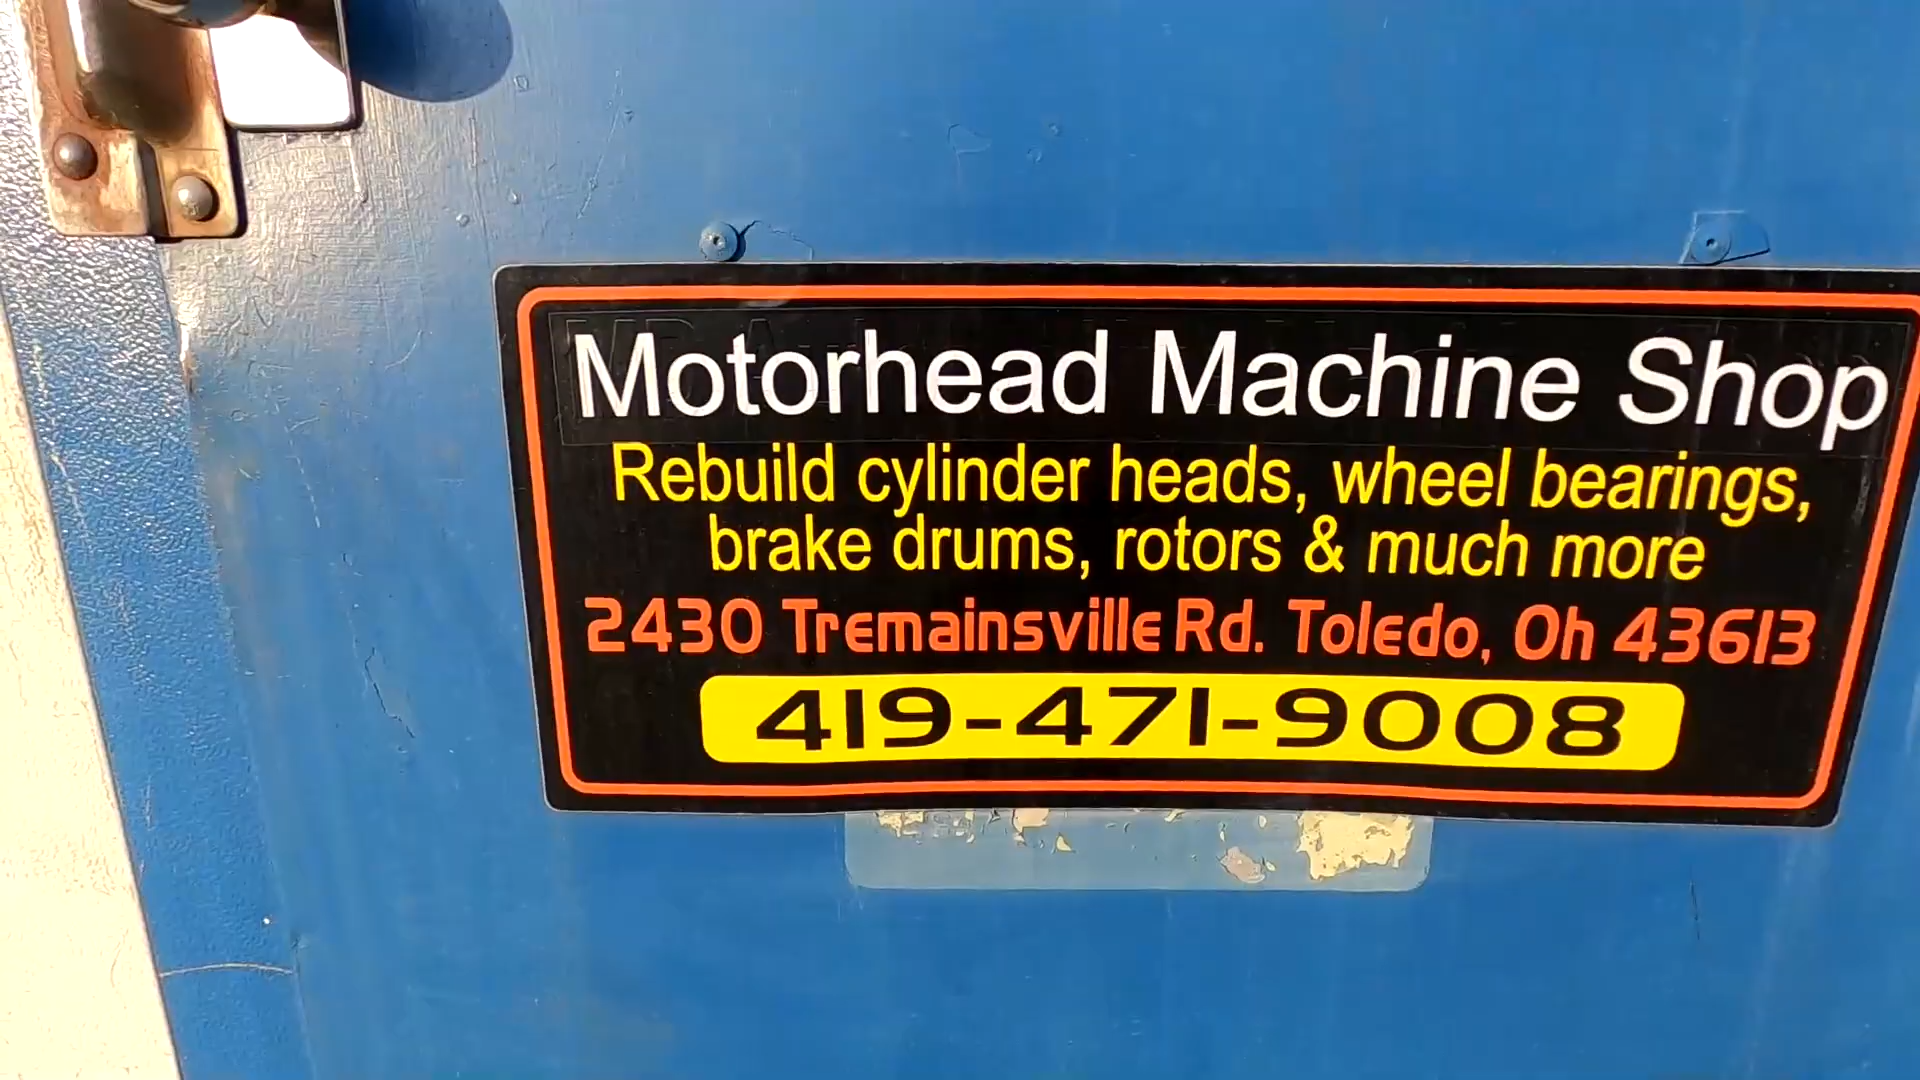 Motorhead Machine Shop
Rebuild cylinder heads, wheel bearings,
brake drums, rotors & much more
2430 Tremainsville Rd. Toledo, Oh 43613
419-471-9008